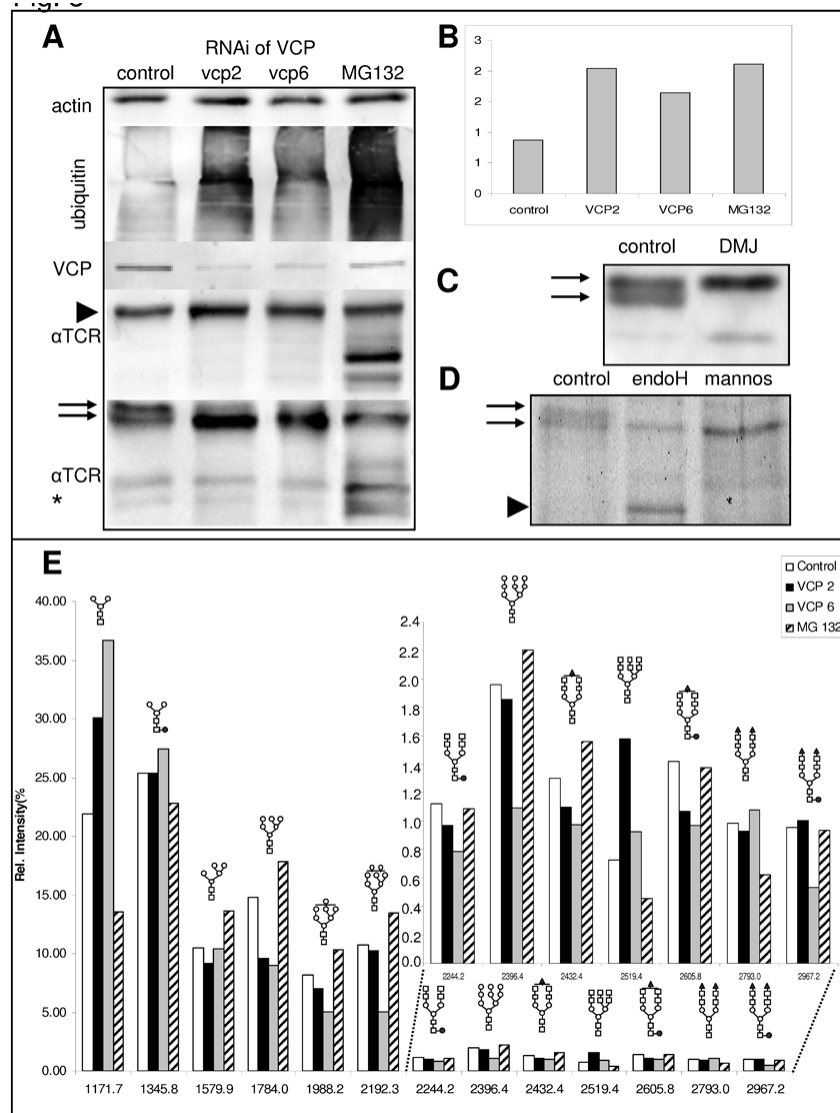 A
RNAi of VCP
control vcp2 vcp6 MG132
actin
ubiquitin
VCP
αTCR
αTCR
*
B
3
2
2
1
1
0
control VCP2 VCP6 MG132
C
control DMJ
D
control endoH mannos
E
Control
VCP 2
VCP 6
MG 132
Rel. Intensity(%
40.00
35.00
30.00
25.00
20.00
15.00
10.00
5.00
0.00
2.4
2.2
2.0
1.8
1.6
1.4
1.2
1.0
0.8
0.6
0.4
0.2
0.0
2244.2 2396.4 2432.4 2519.4 2605.8 2793.0 2967.2
1171.7 1345.8 1579.9 1784.0 1988.2 2192.3 2244.2 2396.4 2432.4 2519.4 2605.8 2793.0 2967.2